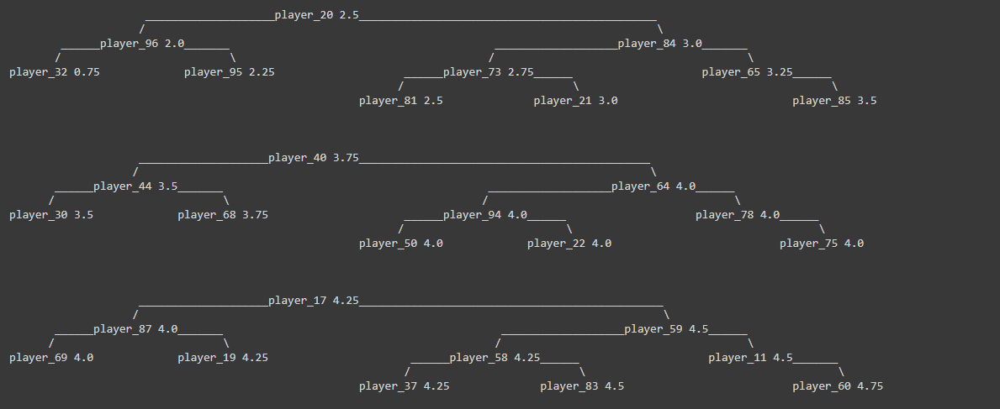 ____________________player_20 2.5______________________________________________
/ \
______player_96 2.0_______ ___________________player_84 3.0_______
/ \ / \
player_32 0.75 player_95 2.25 ______player_73 2.75______ player_65 3.25______
/ \ \
player_81 2.5 player_21 3.0 player_85 3.5
____________________player_40 3.75_____________________________________________
/ \
______player_44 3.5_______ ___________________player_64 4.0______
/ \ / \
player_30 3.5 player_68 3.75 ______player_94 4.0______ player_78 4.0______
/ \ \
player_50 4.0 player_22 4.0 player_75 4.0
____________________player_17 4.25_______________________________________________
/ \
______player_87 4.0_______ ___________________player_59 4.5______
/ \ / \
player_69 4.0 player_19 4.25 ______player_58 4.25______ player_11 4.5_______
/ \ \
player_37 4.25 player_83 4.5 player_60 4.75